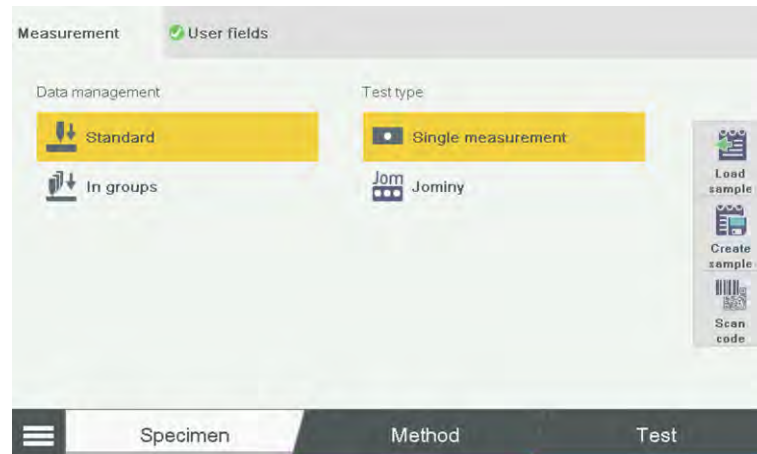 Measurement
User fields
Data management
Test type
Standard
Single measurement
In groups
Jom
Jominy
Load
sample
Create
sample
Scan
code
Specimen
Method
Test